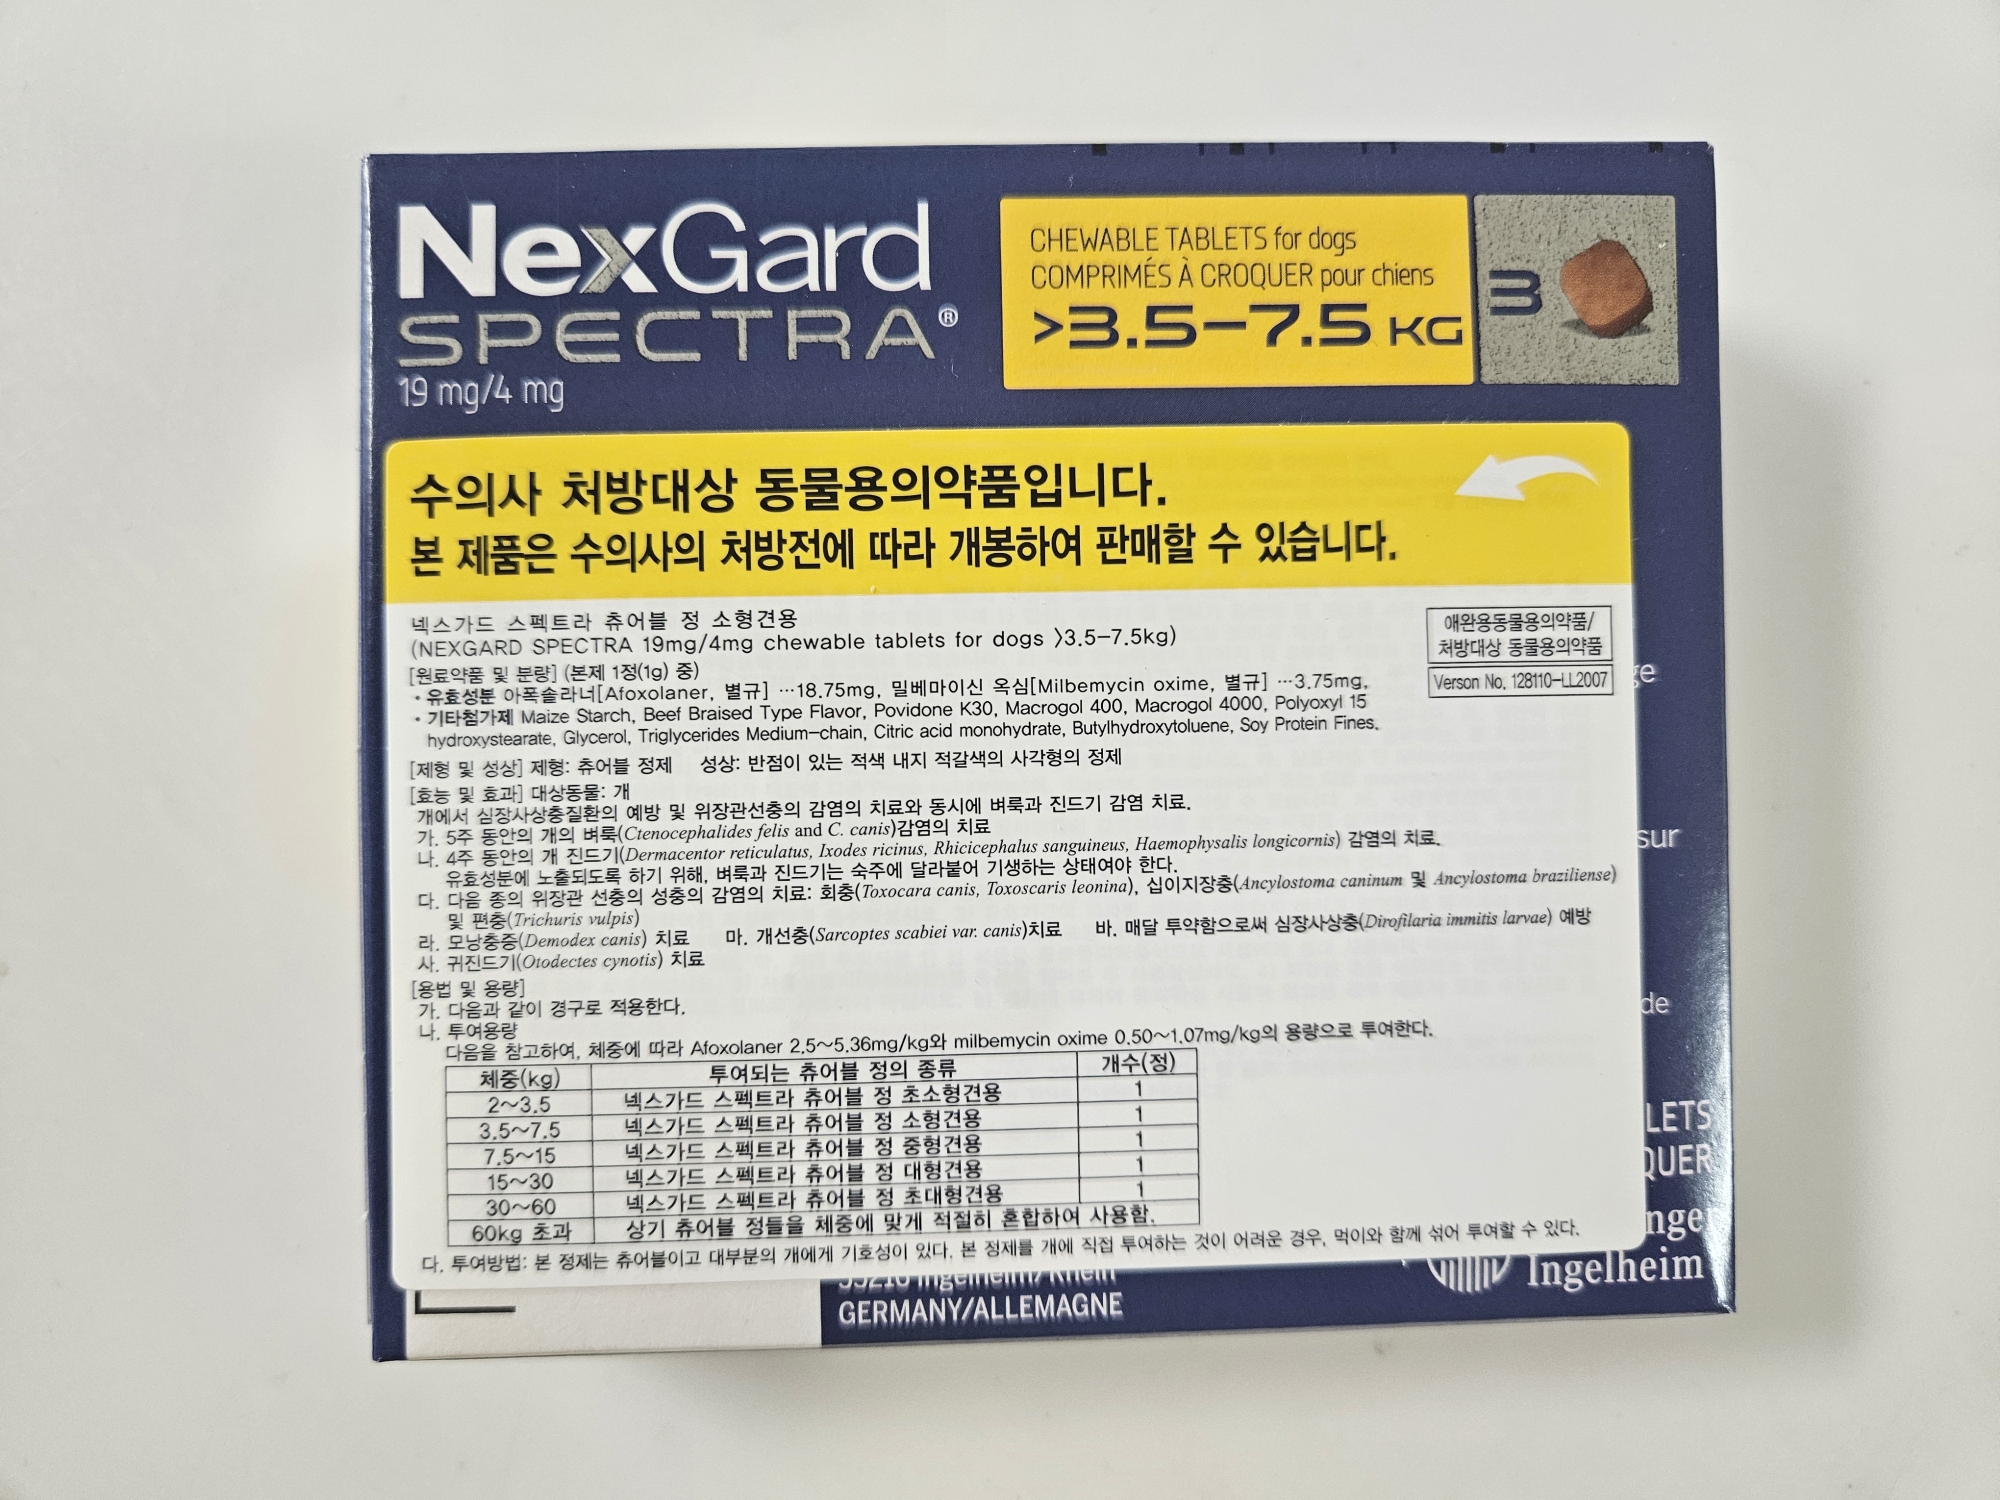 NexGard
SPECTRA®
19 mg/4 mg
CHEWABLE TABLETS for dogs
COMPRIMÉS À CROQUER pour chiens
>3.5–7.5 KG
3
수의사 처방대상 동물용의약품입니다.
본 제품은 수의사의 처방전에 따라 개봉하여 판매할 수 있습니다.
넥스가드 스펙트라 츄어블 정 소형견용
(NEXGARD SPECTRA 19mg/4mg chewable tablets for dogs >3.5–7.5kg)
애완용동물용의약품/
처방대상 동물용의약품
Verson No. 128110-LL2007
[원료약품 및 분량] (본제 1정(1g) 중)
· 유효성분 아폭솔라너[Afoxolaner, 별규] …18.75mg, 밀베마이신 옥심[Milbemycin oxime, 별규] …3.75mg,
· 기타첨가제 Maize Starch, Beef Braised Type Flavor, Povidone K30, Macrogol 400, Macrogol 4000, Polyoxyl 15
hydroxystearate, Glycerol, Triglycerides Medium-chain, Citric acid monohydrate, Butylhydroxytoluene, Soy Protein Fines.
[제형 및 성상] 제형: 츄어블 정제 성상: 반점이 있는 적색 내지 적갈색의 사각형의 정제
[효능 및 효과] 대상동물: 개
개에서 심장사상충질환의 예방 및 위장관선충의 감염의 치료와 동시에 벼룩과 진드기 감염 치료.
가. 5주 동안의 개의 벼룩(Ctenocephalides felis and C. canis)감염의 치료
나. 4주 동안의 개 진드기(Dermacentor reticulatus, Ixodes ricinus, Rhicicephalus sanguineus, Haemophysalis longicornis) 감염의 치료.
유효성분에 노출되도록 하기 위해, 벼룩과 진드기는 숙주에 달라붙어 기생하는 상태여야 한다.
다. 다음 종의 위장관 선충의 성충의 감염의 치료: 회충(Toxocara canis, Toxoscaris leonina), 십이지장충(Ancylostoma caninum 및 Ancylostoma braziliense)
및 편충(Trichuris vulpis)
라. 모낭충증(Demodex canis) 치료 마. 개선충(Sarcoptes scabiei var. canis)치료 바. 매달 투약함으로써 심장사상충(Dirofilaria immitis larvae) 예방
사. 귀진드기(Otodectes cynotis) 치료
[용법 및 용량]
가. 다음과 같이 경구로 적용한다.
나. 투여용량
다음을 참고하여, 체중에 따라 Afoxolaner 2.5~5.36mg/kg와 milbemycin oxime 0.50~1.07mg/kg의 용량으로 투여한다.
체중(kg) 투여되는 츄어블 정의 종류 개수(정)
2~3.5 넥스가드 스펙트라 츄어블 정 초소형견용 1
3.5~7.5 넥스가드 스펙트라 츄어블 정 소형견용 1
7.5~15 넥스가드 스펙트라 츄어블 정 중형견용 1
15~30 넥스가드 스펙트라 츄어블 정 대형견용 1
30~60 넥스가드 스펙트라 츄어블 정 초대형견용 1
60kg 초과 상기 츄어블 정들을 체중에 맞게 적절히 혼합하여 사용함.
다. 투여방법: 본 정제는 츄어블이고 대부분의 개에게 기호성이 있다. 본 정제를 개에 직접 투여하는 것이 어려운 경우, 먹이와 함께 섞어 투여할 수 있다.
ge
sur
de
LETS
QUER
Ingelheim
GERMANY/ALLEMAGNE